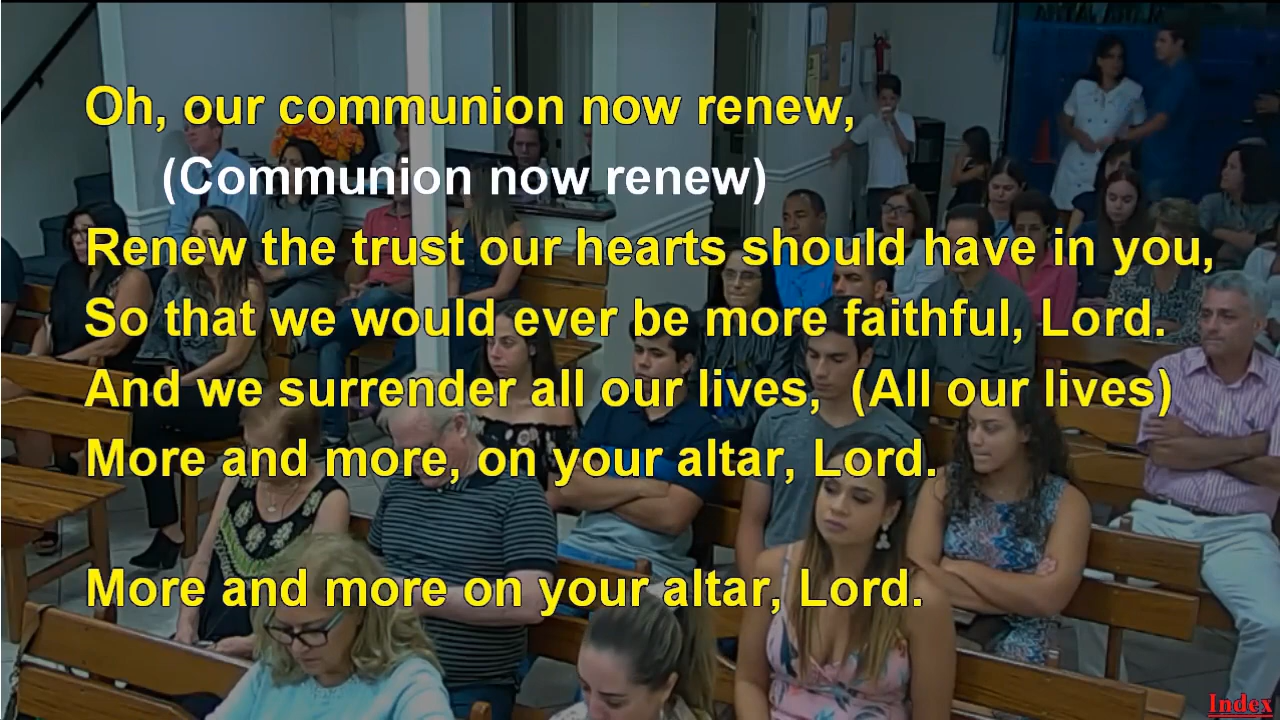 Oh, our communion now renew,
(Communion now renew)
Renew the trust our hearts should have in you,
So that we would ever be more faithful, Lord.
And we surrender all our lives,  (All our lives)
More and more, on your altar, Lord.
More and more on your altar, Lord.
Index